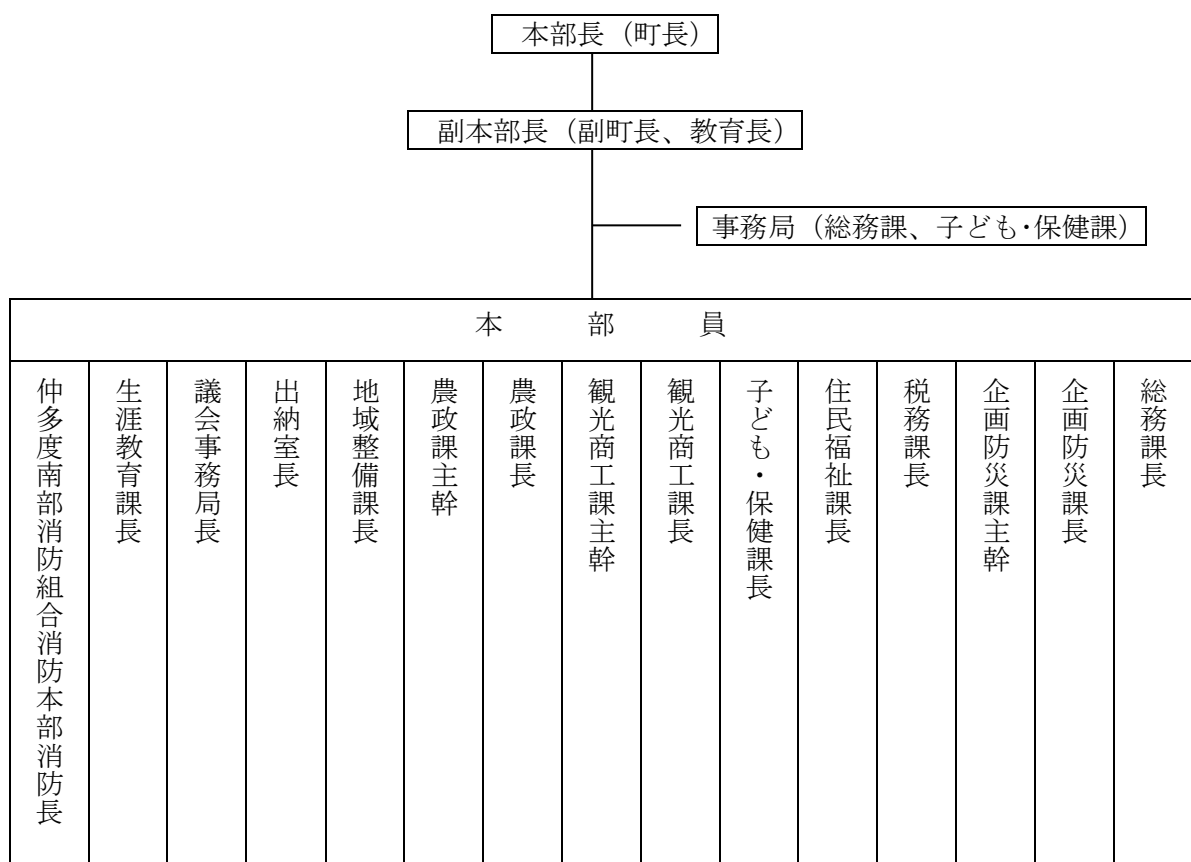 本部長（町長）
副本部長（副町長、教育長）
事務局（総務課、子ども･保健課）
本部員
総務課長
企画防災課長
企画防災課主幹
税務課長
住民福祉課長
子ども・保健課長
観光商工課長
観光商工課主幹
農政課長
農政課主幹
地域整備課長
出納室長
議会事務局長
生涯教育課長
仲多度南部消防組合消防本部消防長